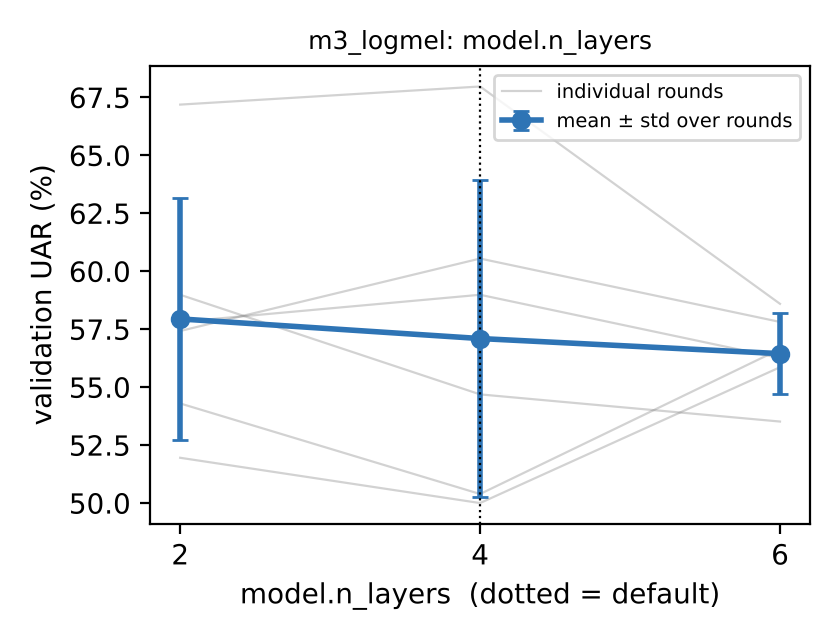 m3_logmel: model.n_layers
individual rounds
mean ± std over rounds
validation UAR (%)
67.5
65.0
62.5
60.0
57.5
55.0
52.5
50.0
2 4 6
model.n_layers (dotted = default)